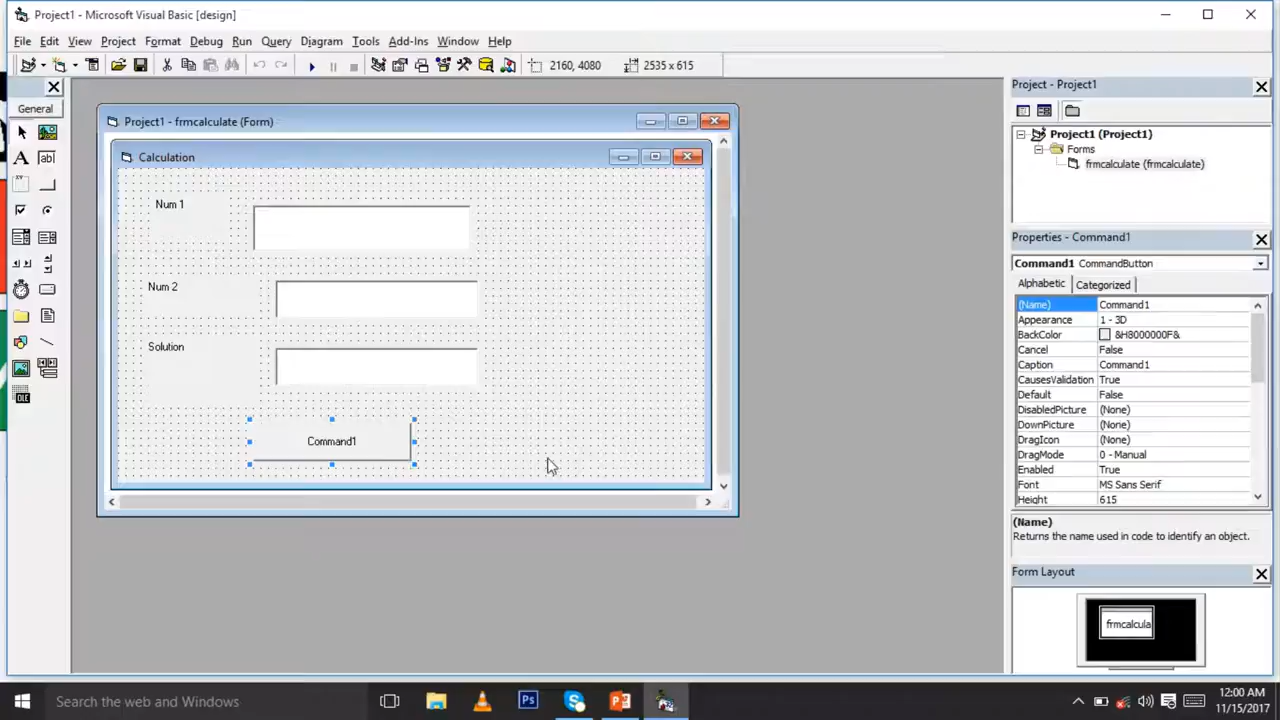 Project1 - Microsoft Visual Basic [design]
File Edit View Project Format Debug Run Query Diagram Tools Add-Ins Window Help
2160, 4080 2535 x 615
General
Project1 - frmcalculate (Form)
Calculation
Num 1
Num 2
Solution
Command1
Project - Project1
Project1 (Project1)
Forms
frmcalculate (frmcalculate)
Properties - Command1
Command1 CommandButton
Alphabetic Categorized
(Name) Command1
Appearance 1 - 3D
BackColor &H8000000F&
Cancel False
Caption Command1
CausesValidation True
Default False
DisabledPicture (None)
DownPicture (None)
DragIcon (None)
DragMode 0 - Manual
Enabled True
Font MS Sans Serif
Height 615
(Name)
Returns the name used in code to identify an object.
Form Layout
frmcalcula
Search the web and Windows
Ps
12:00 AM
11/15/2017